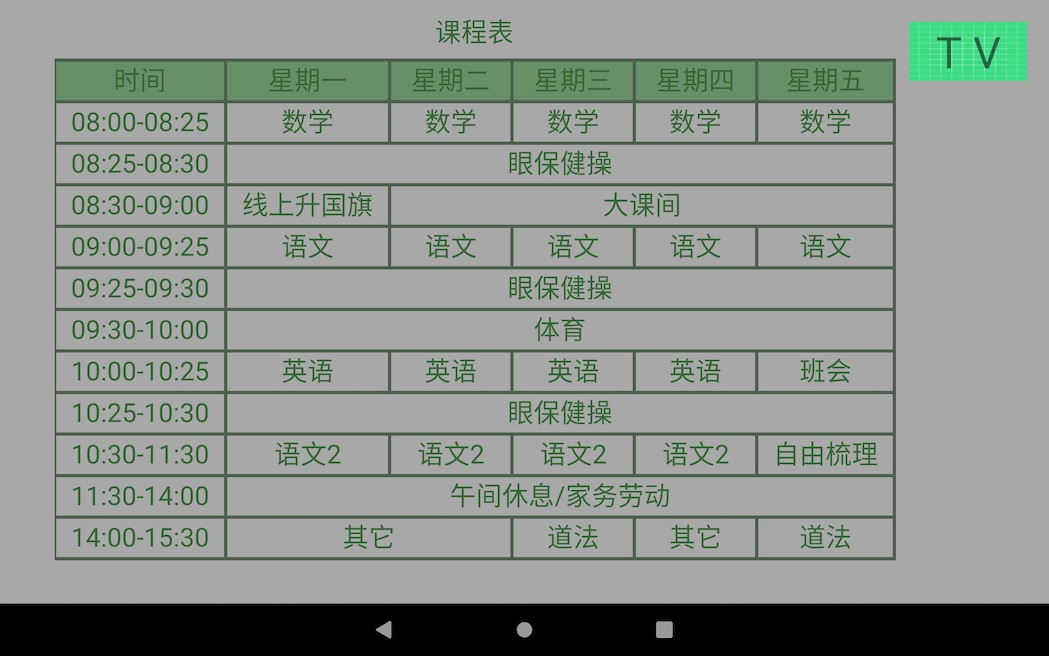 课程表
T V
时间 星期一 星期二 星期三 星期四 星期五
08:00-08:25 数学 数学 数学 数学 数学
08:25-08:30 眼保健操
08:30-09:00 线上升国旗 大课间
09:00-09:25 语文 语文 语文 语文 语文
09:25-09:30 眼保健操
09:30-10:00 体育
10:00-10:25 英语 英语 英语 英语 班会
10:25-10:30 眼保健操
10:30-11:30 语文2 语文2 语文2 语文2 自由梳理
11:30-14:00 午间休息/家务劳动
14:00-15:30 其它 道法 其它 道法